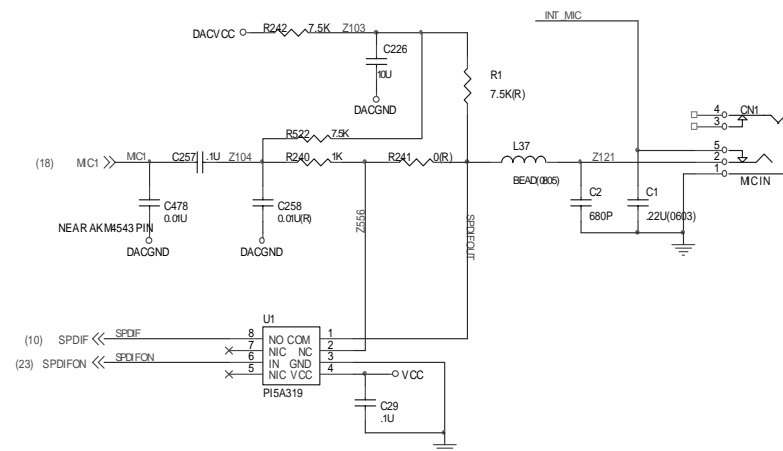 INT_MIC
R242 7.5K Z103
DACVCC
C226
10U
DACGND
R1
7.5K(R)
4 CN1
3
R522 7.5K
L37
5
(18) MIC1 MIC1 C257 .1U Z104 R240 1K R241 0(R) Z121 2
BEAD(0805) 1 MIC IN
C478
0.01U
C258
0.01U(R)
C2
680P
C1
.22U(0603)
NEAR AKM4543 PIN
DACGND
DACGND
Z955
SPDIFOUT
U1
(10) SPDIF SPDIF 8 NO COM 1
7 NIC NC 2
(23) SPDIFON SPDIFON 6 IN GND 3
5 NIC VCC 4 VCC
PI5A319
C29
.1U